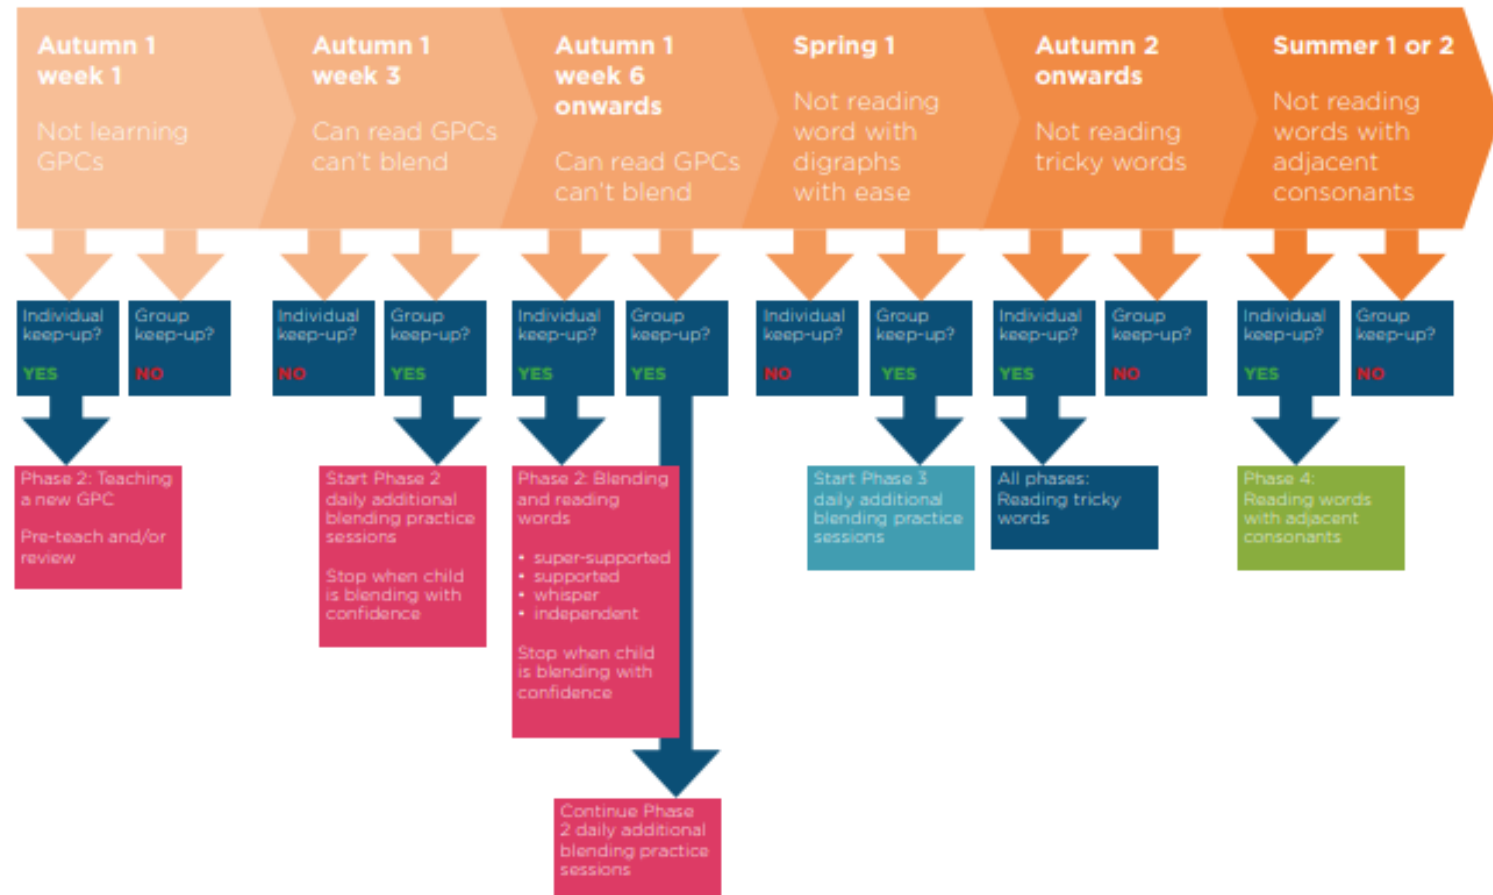 Autumn 1
week 1
Not learning
GPCs
Autumn 1
week 3
Can read GPCs
can't blend
Autumn 1
week 6
onwards
Can read GPCs
can't blend
Spring 1
Not reading
word with
digraphs
with ease
Autumn 2
onwards
Not reading
tricky words
Summer 1 or 2
Not reading
words with
adjacent
consonants
Individual
keep-up?
YES
Group
keep-up?
NO
Individual
keep-up?
NO
Group
keep-up?
YES
Individual
keep-up?
YES
Group
keep-up?
YES
Individual
keep-up?
NO
Group
keep-up?
YES
Individual
keep-up?
YES
Group
keep-up?
NO
Individual
keep-up?
YES
Group
keep-up?
NO
Phase 2: Teaching
a new GPC
Pre-teach and/or
review
Start Phase 2
daily additional
blending practice
sessions
Stop when child
is blending with
confidence
Phase 2: Blending
and reading
words
• super-supported
• supported
• whisper
• independent
Stop when child
is blending with
confidence
Continue Phase
2 daily additional
blending practice
sessions
Start Phase 3
daily additional
blending practice
sessions
All phases:
Reading tricky
words
Phase 4:
Reading words
with adjacent
consonants